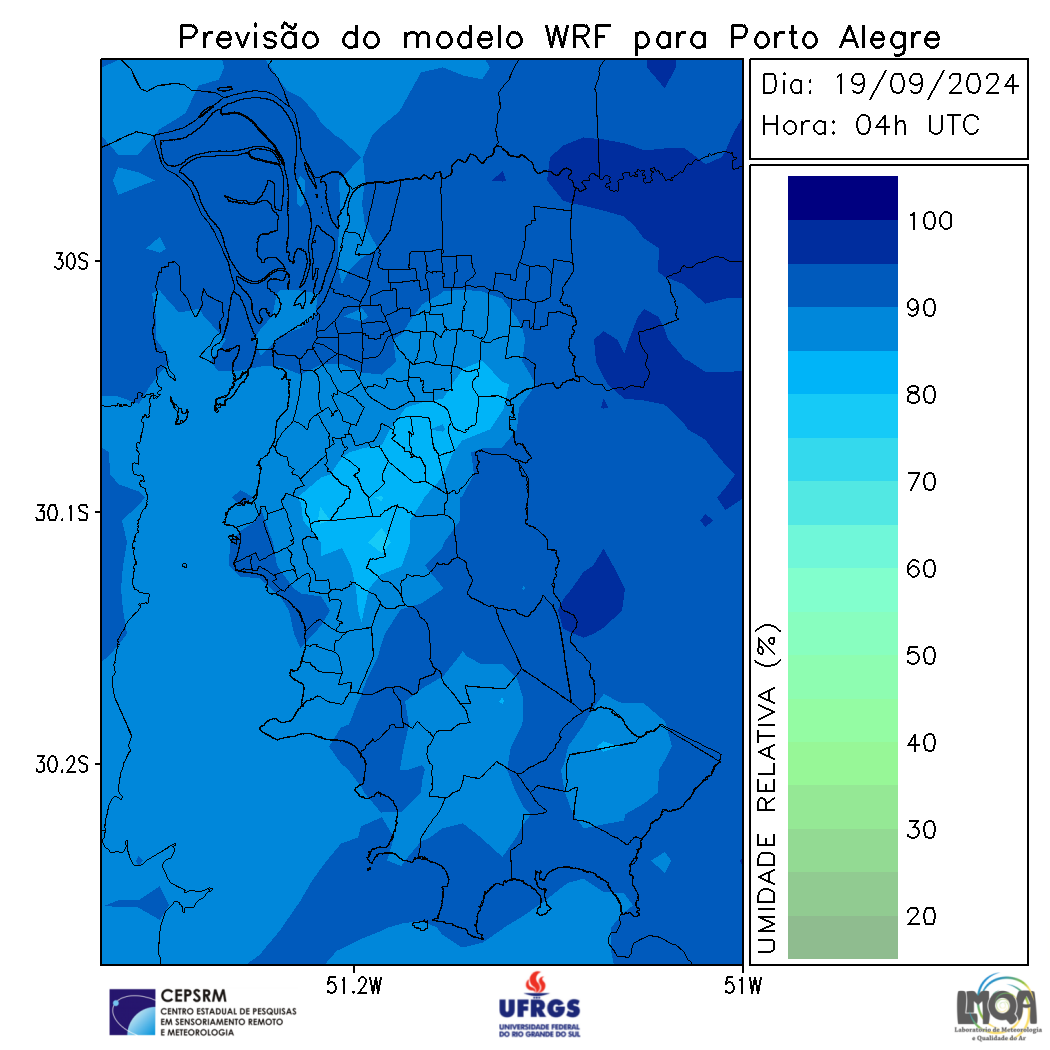 Previsão do modelo WRF para Porto Alegre
Dia: 19/09/2024
Hora: 04h UTC
30S
30.1S
30.2S
51.2W
51W
UMIDADE RELATIVA (%)
100
90
80
70
60
50
40
30
20
CEPSRM
CENTRO ESTADUAL DE PESQUISAS
EM SENSORIAMENTO REMOTO
E METEOROLOGIA
UFRGS
UNIVERSIDADE FEDERAL
DO RIO GRANDE DO SUL
LMQA
Laboratório de Meteorologia
e Qualidade do Ar